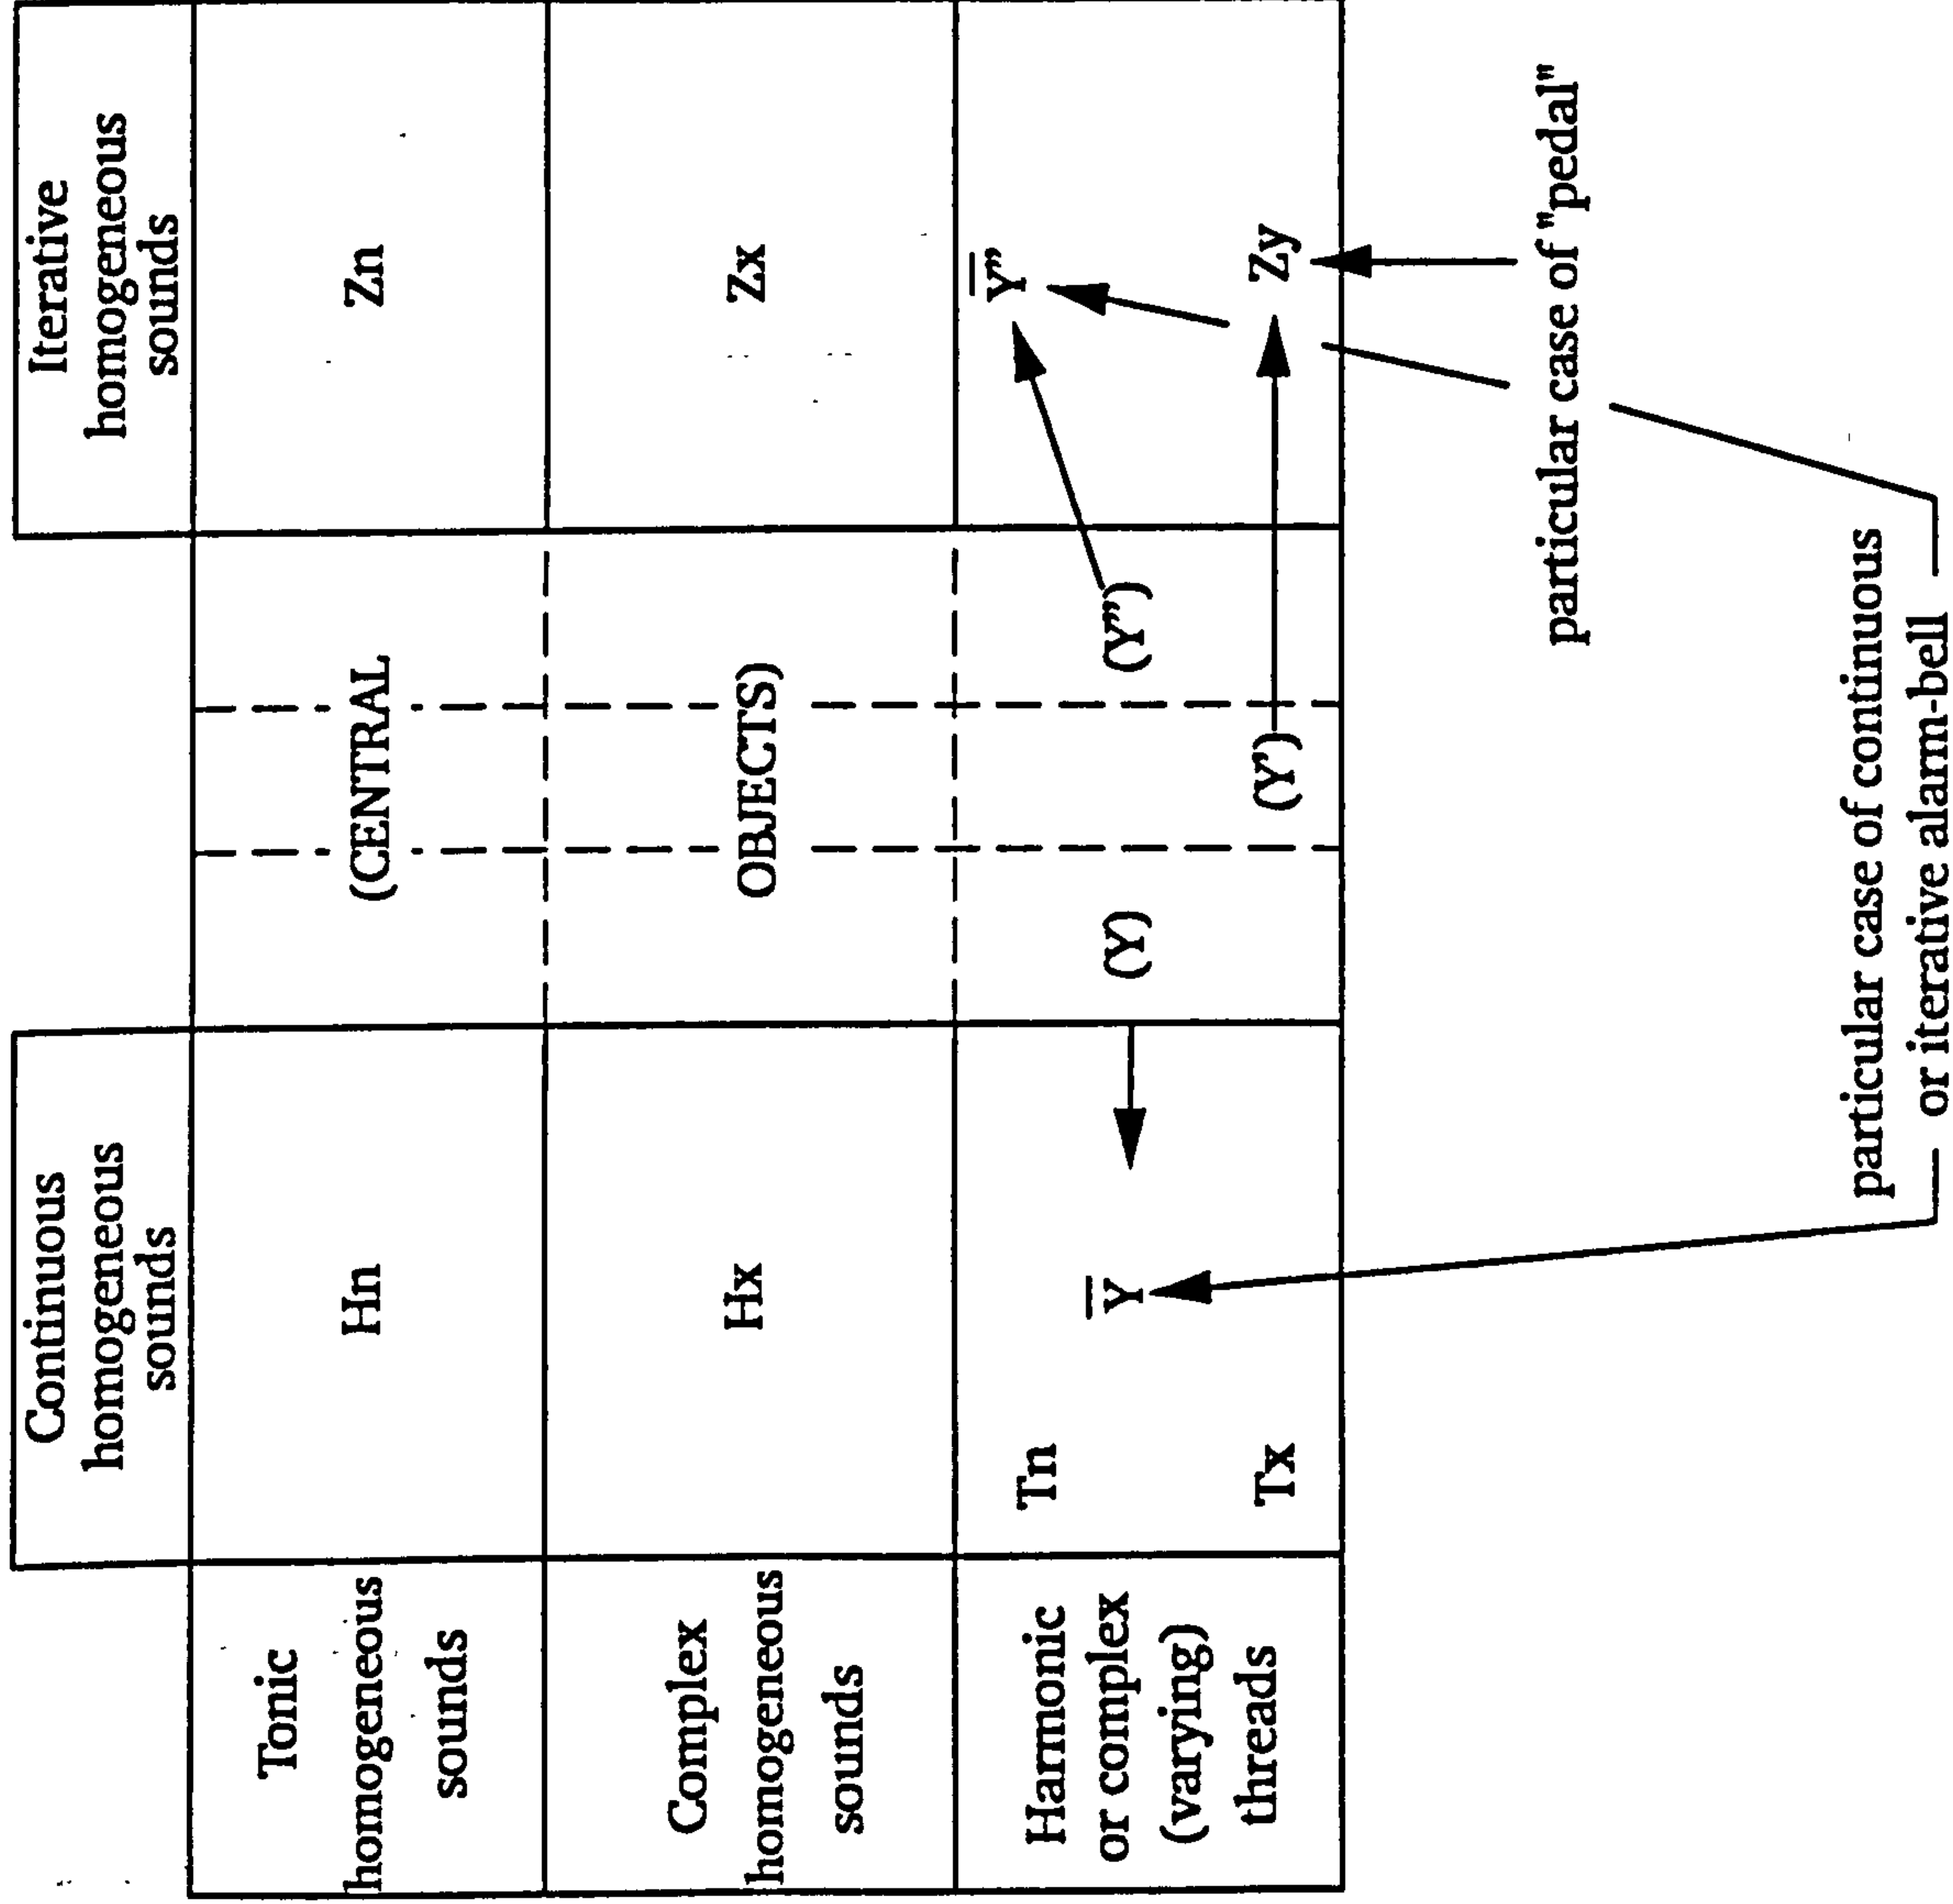 Continuous
homogeneous
sounds
Iterative
homogeneous
sounds
Tonic
homogeneous
sounds
Hn
(CENTRAL
Zn
Complex
homogeneous
sounds
Hx
OBJECTS)
Zx
Harmonic
or complex
(varying)
threads
Tn
Y̅
Tx
(Y)
(Y')
(Y")
Y̅"
Zy
particular case of "pedal"
particular case of continuous
or iterative alarm-bell